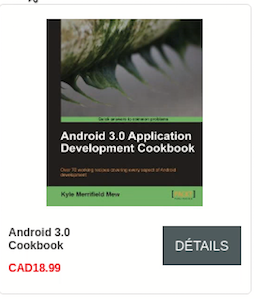 Quick answers to common problems
Android 3.0 Application
Development Cookbook
Over 70 working recipes covering every aspect of Android
development
Kyle Merrifield Mew
Android 3.0
Cookbook
CAD18.99
DÉTAILS